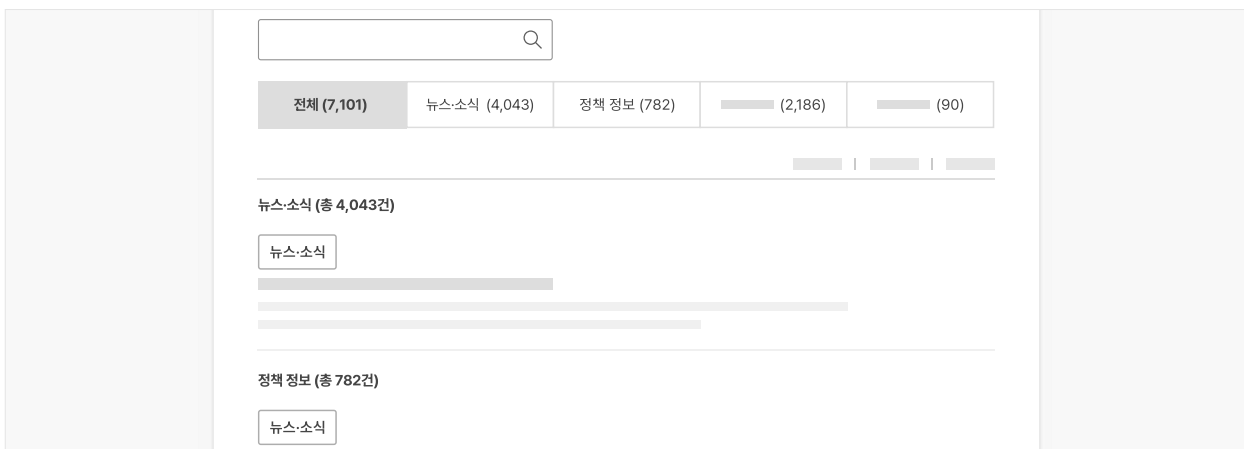 전체 (7,101) 뉴스·소식 (4,043) 정책 정보 (782) (2,186) (90)
뉴스·소식 (총 4,043건)
뉴스·소식
정책 정보 (총 782건)
뉴스·소식